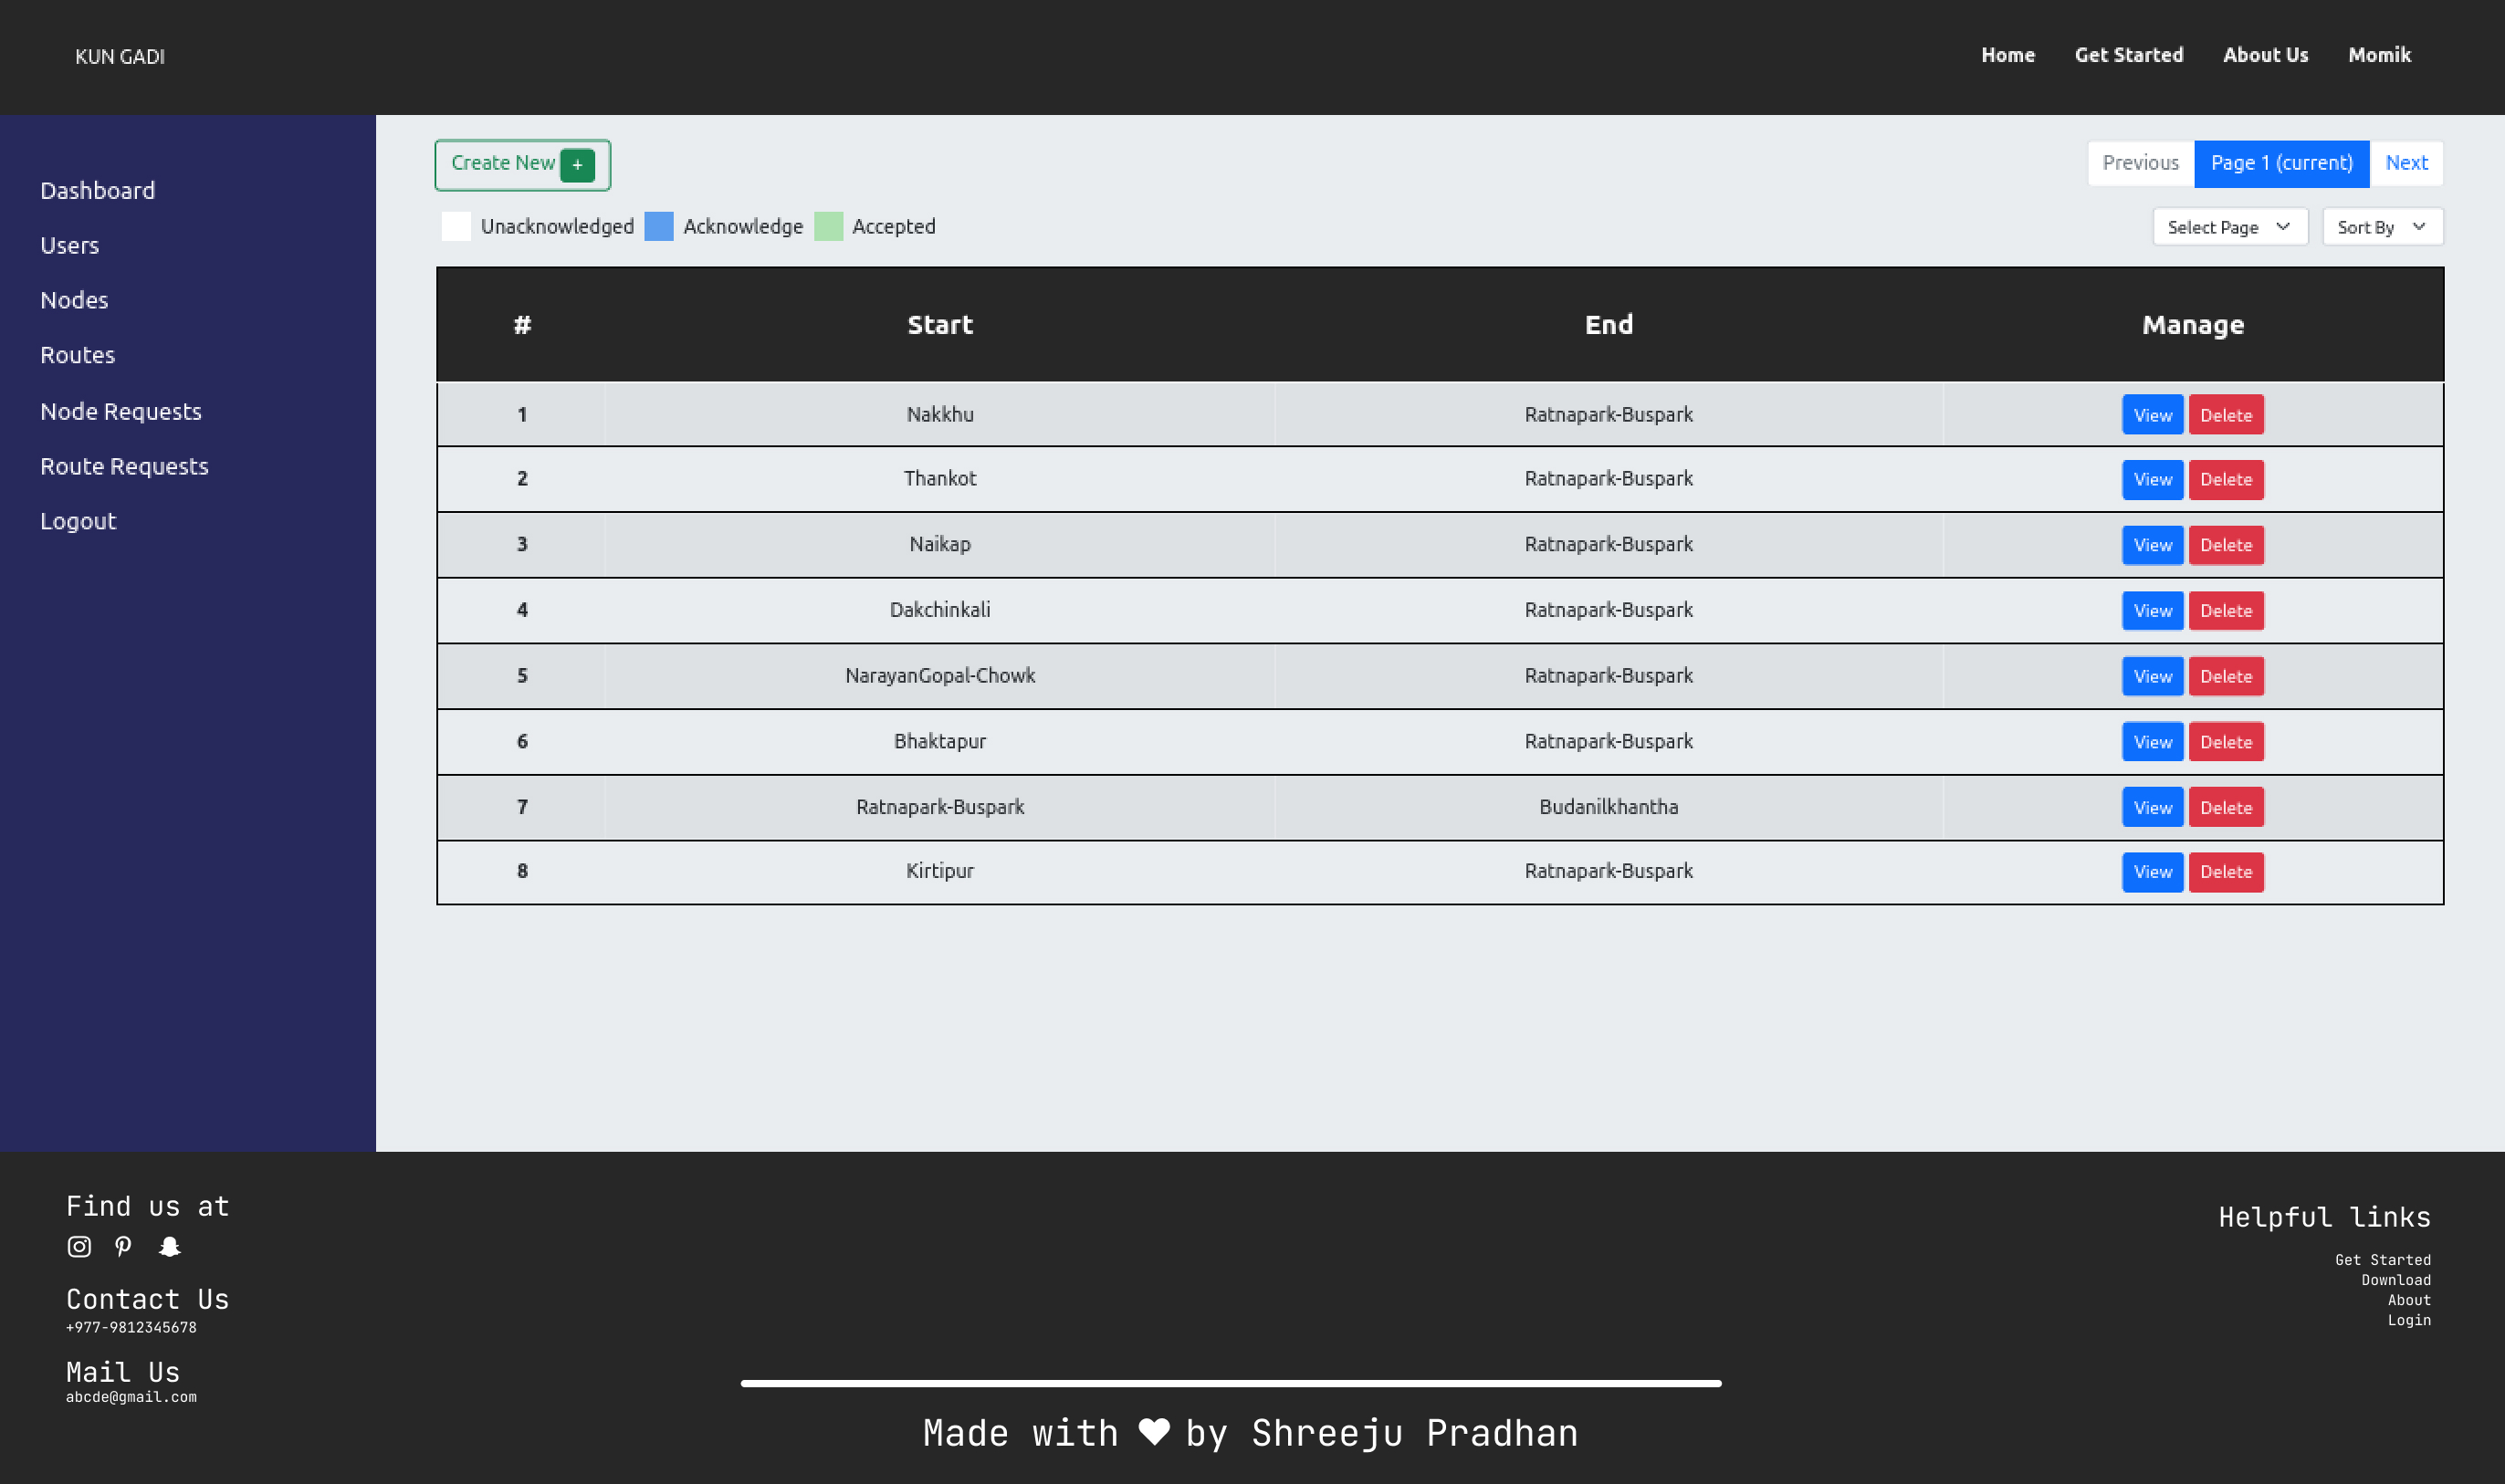 KUN GADI
Home Get Started About Us Momik
Dashboard
Users
Nodes
Routes
Node Requests
Route Requests
Logout
Create New +
Previous Page 1 (current) Next
Unacknowledged Acknowledge Accepted
Select Page Sort By
# Start End Manage
1 Nakkhu Ratnapark-Buspark View Delete
2 Thankot Ratnapark-Buspark View Delete
3 Naikap Ratnapark-Buspark View Delete
4 Dakchinkali Ratnapark-Buspark View Delete
5 NarayanGopal-Chowk Ratnapark-Buspark View Delete
6 Bhaktapur Ratnapark-Buspark View Delete
7 Ratnapark-Buspark Budanilkhantha View Delete
8 Kirtipur Ratnapark-Buspark View Delete
Find us at
Contact Us
+977-9812345678
Mail Us
abcde@gmail.com
Helpful links
Get Started
Download
About
Login
Made with ♥ by Shreeju Pradhan